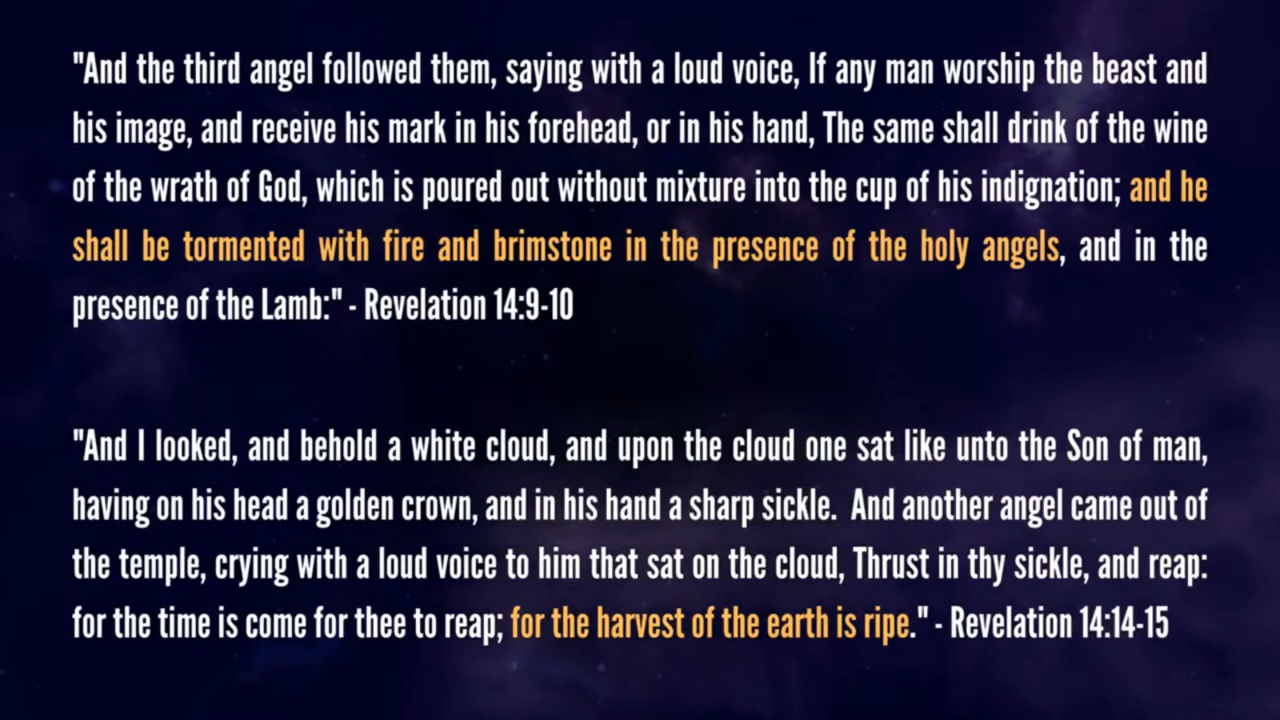 "And the third angel followed them, saying with a loud voice, If any man worship the beast and
his image, and receive his mark in his forehead, or in his hand, The same shall drink of the wine
of the wrath of God, which is poured out without mixture into the cup of his indignation; and he
shall be tormented with fire and brimstone in the presence of the holy angels, and in the
presence of the Lamb:" - Revelation 14:9-10
"And I looked, and behold a white cloud, and upon the cloud one sat like unto the Son of man,
having on his head a golden crown, and in his hand a sharp sickle.  And another angel came out of
the temple, crying with a loud voice to him that sat on the cloud, Thrust in thy sickle, and reap:
for the time is come for thee to reap; for the harvest of the earth is ripe." - Revelation 14:14-15